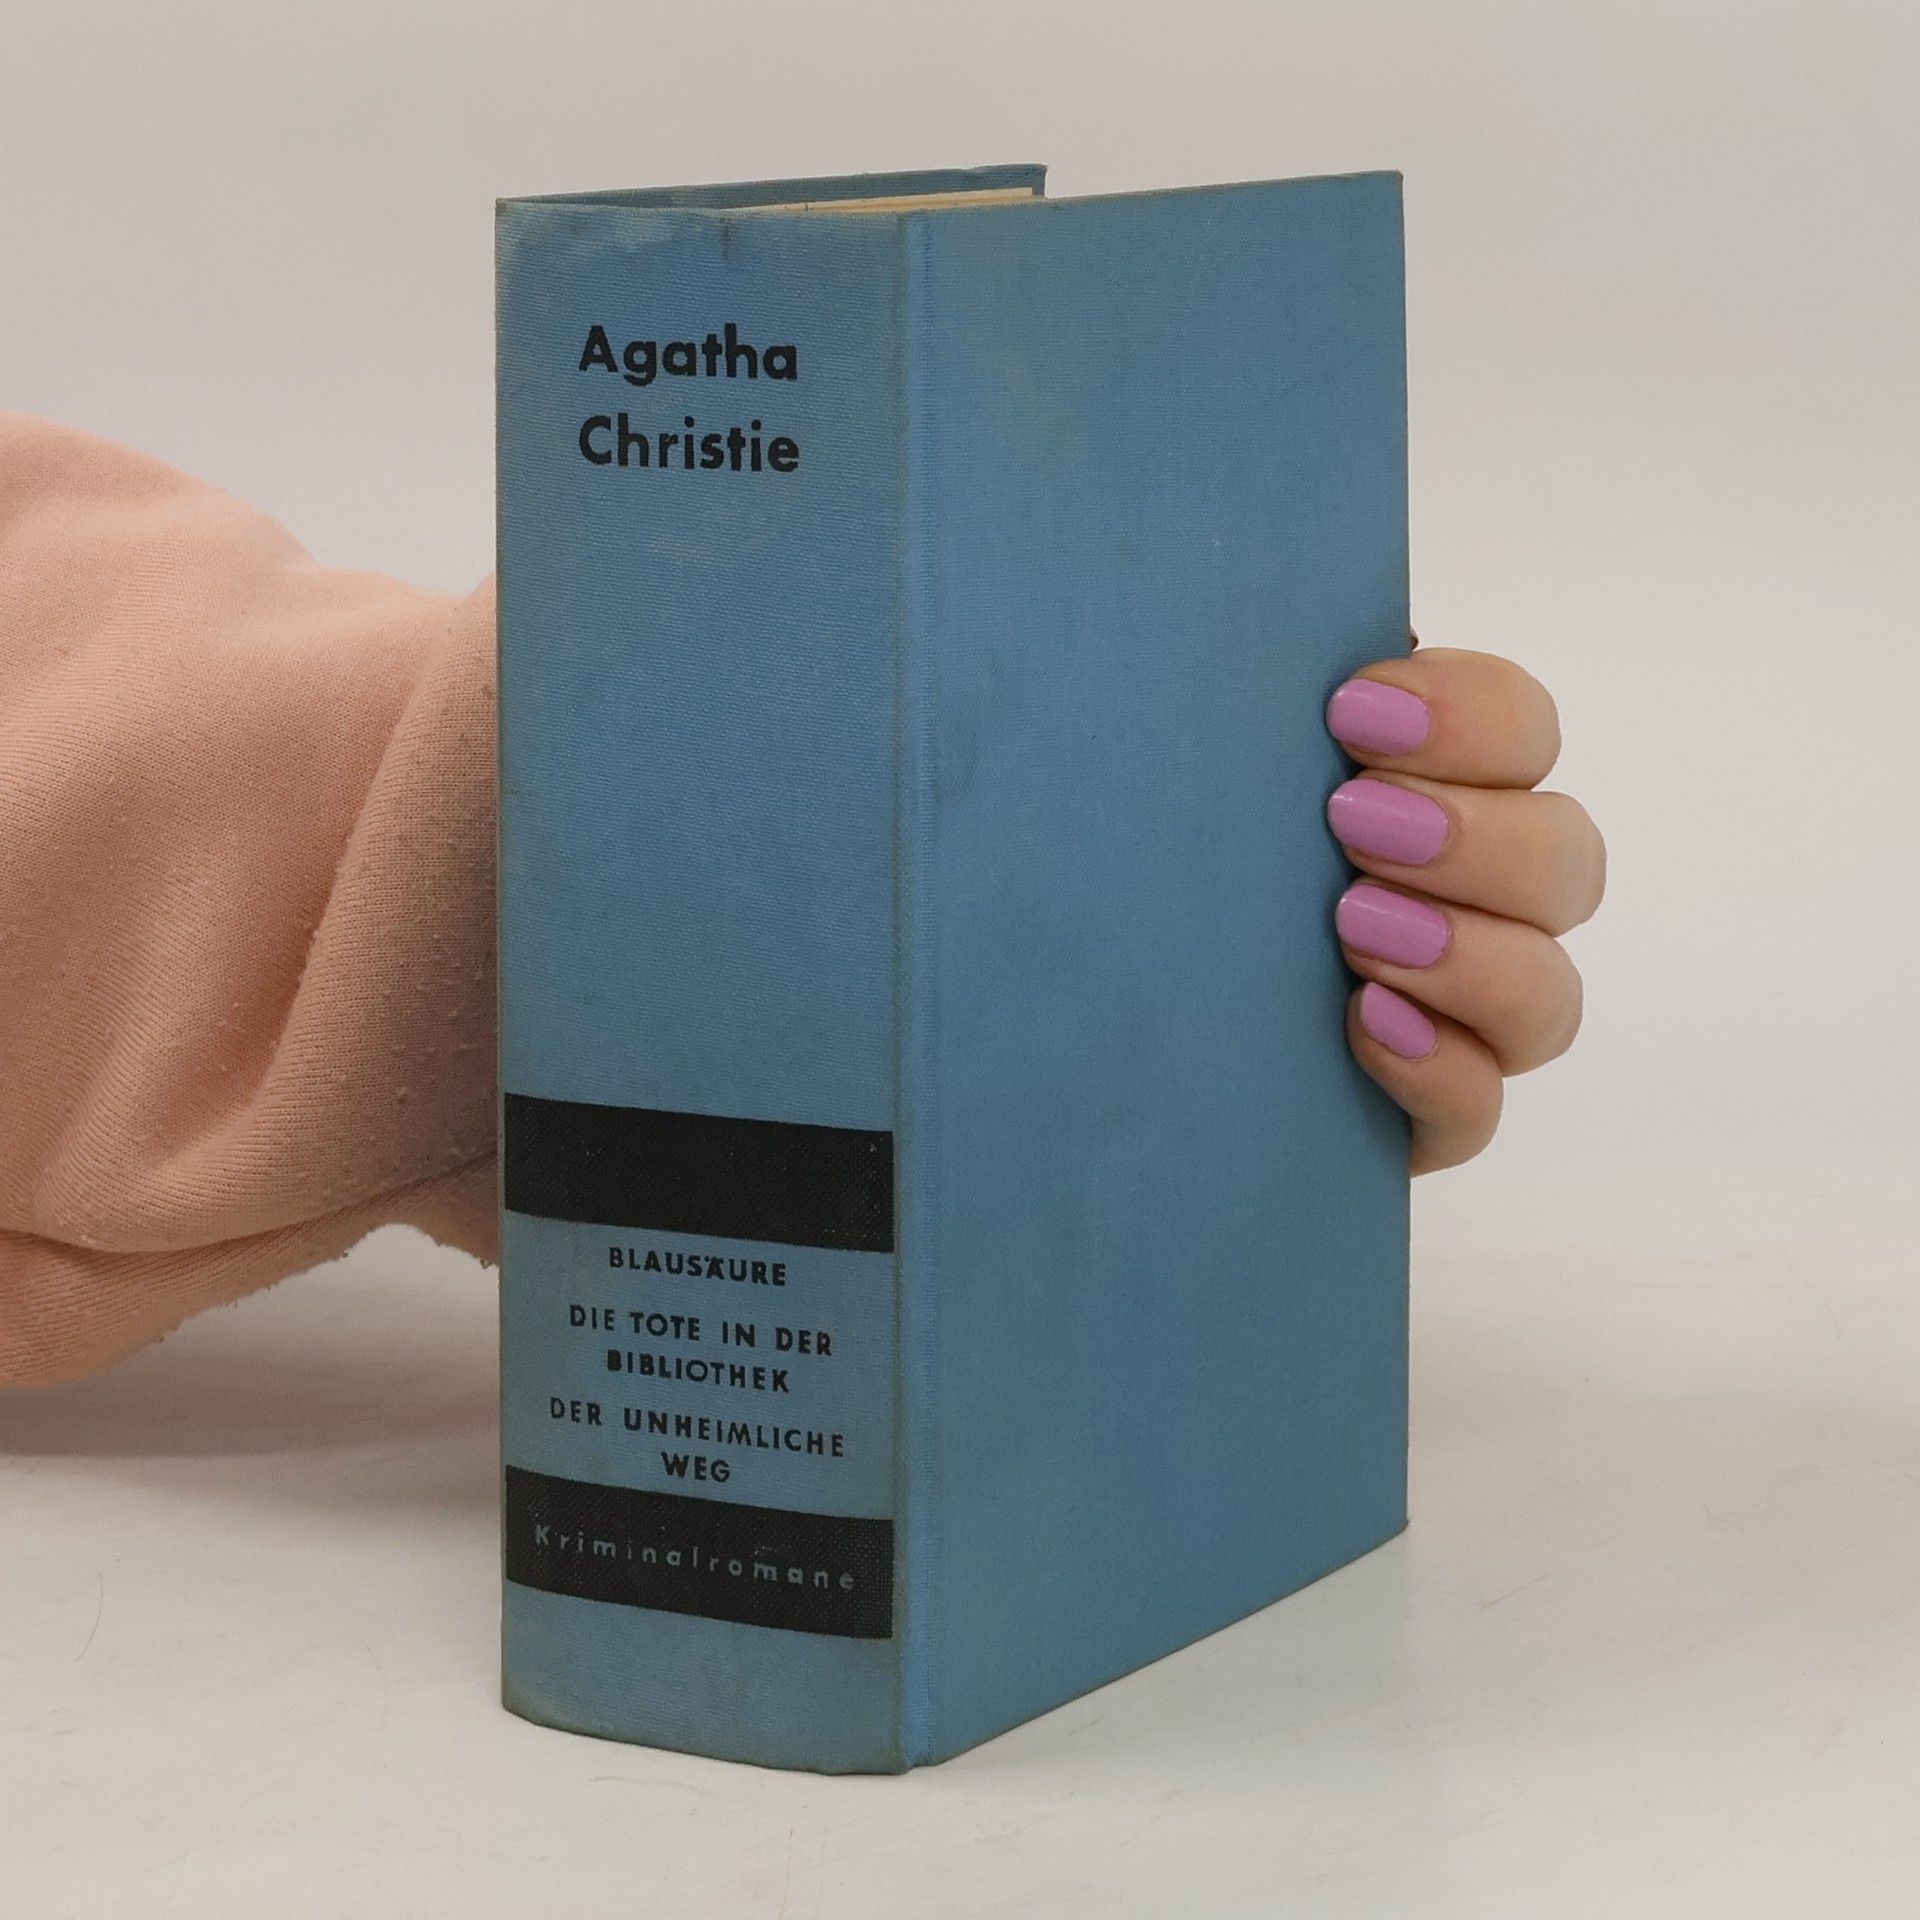 Agatha
Christie
BLAUSÄURE
DIE TOTE IN DER
BIBLIOTHEK
DER UNHEIMLICHE
WEG
Kriminalromane